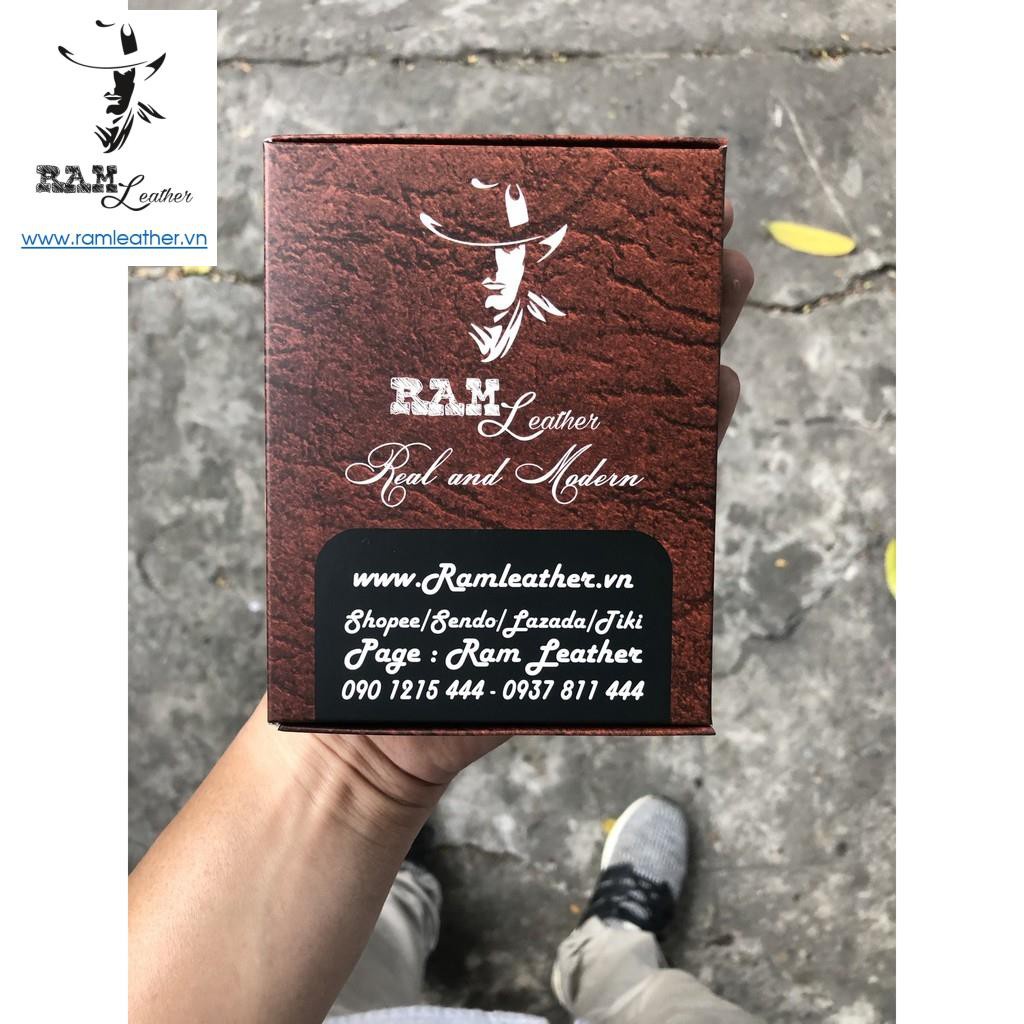 RAM Leather
www.ramleather.vn
RAM Leather
Real and Modern
www.Ramleather.vn
Shopee/Sendo/Lazada/Tiki
Page : Ram Leather
090 1215 444 - 0937 811 444